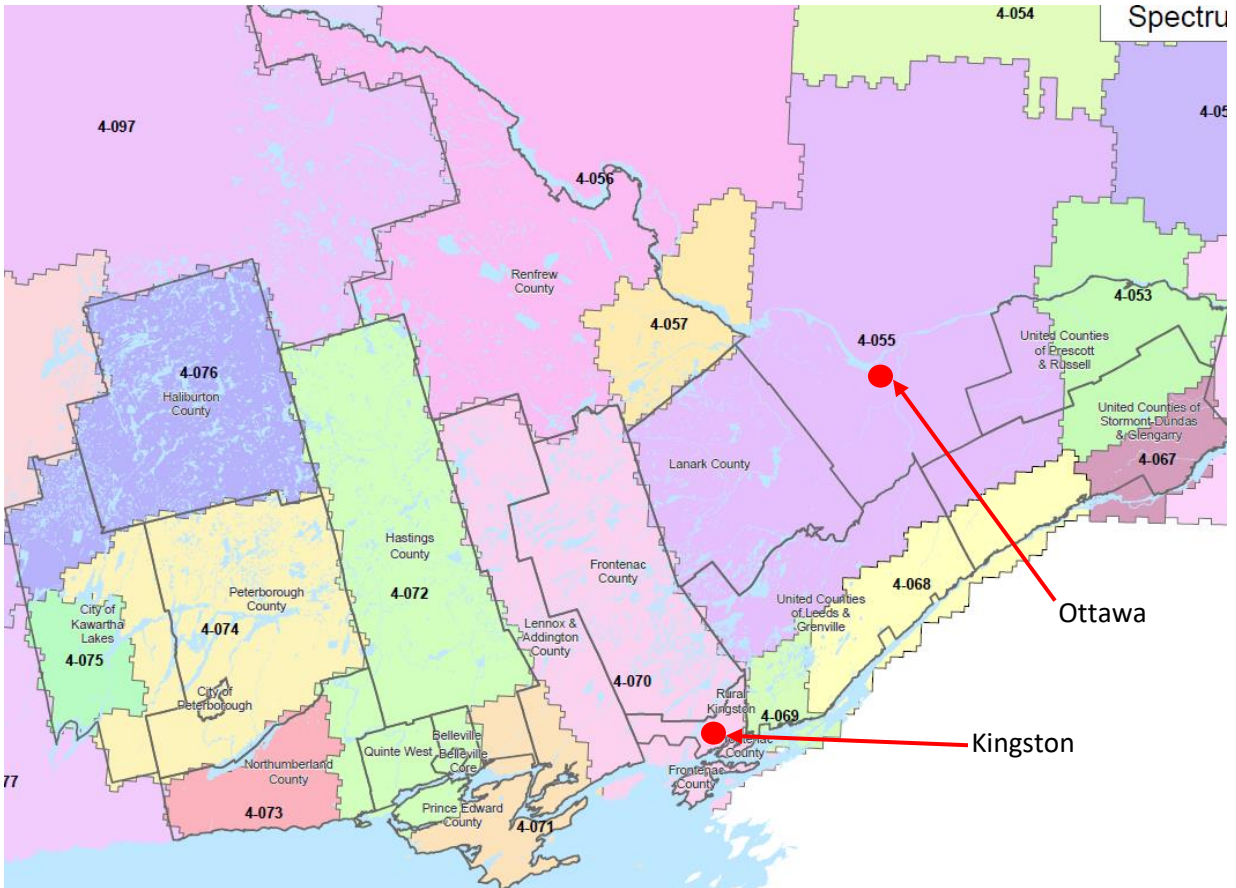 4-054
Spectru
4-097
4-05
4-056
Renfrew
County
4-053
4-057
4-055
United Counties
of Prescott
& Russell
4-076
Haliburton
County
United Counties of
Stormont-Dundas
& Glengarry
4-067
Lanark County
Hastings
County
4-072
Frontenac
County
4-068
Peterborough
County
United Counties
of Leeds &
Grenville
Ottawa
City of
Kawartha
Lakes
4-074
Lennox &
Addington
County
4-075
4-070
City of
Peterborough
Rural
Kingston
4-069
Belleville
Quinte West
Belleville
Core
County
Kingston
Northumberland
County
Frontenac
County
77
Prince Edward
County
4-073
4-071